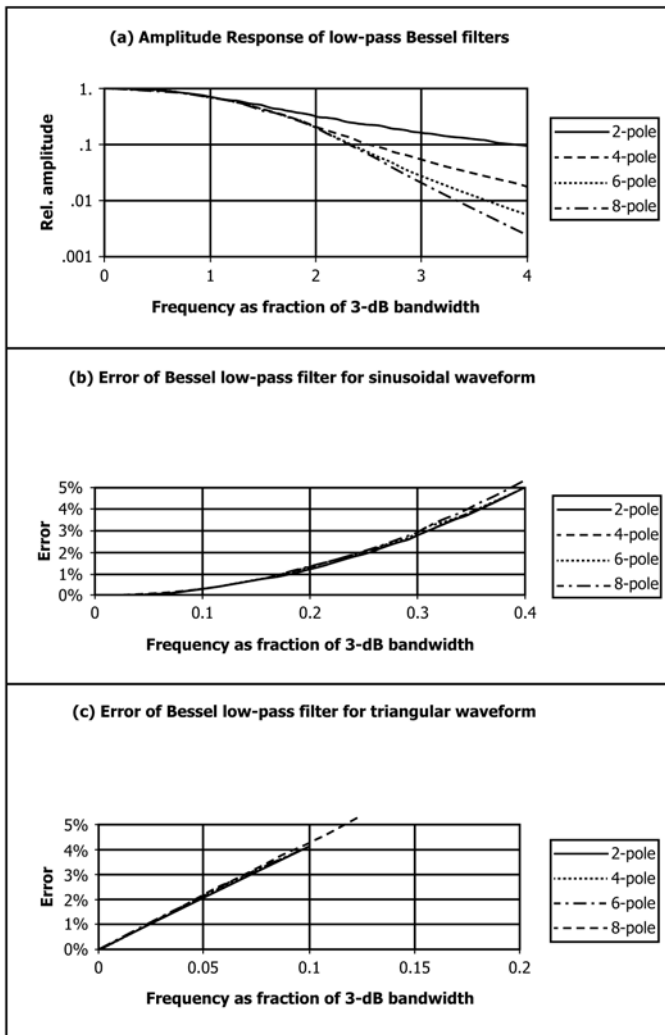 (a) Amplitude Response of low-pass Bessel filters
Rel. amplitude
1.
.1
.01
.001
0 1 2 3 4
Frequency as fraction of 3-dB bandwidth
2-pole
4-pole
6-pole
8-pole
(b) Error of Bessel low-pass filter for sinusoidal waveform
Error
5%
4%
3%
2%
1%
0%
0 0.1 0.2 0.3 0.4
Frequency as fraction of 3-dB bandwidth
2-pole
4-pole
6-pole
8-pole
(c) Error of Bessel low-pass filter for triangular waveform
Error
5%
4%
3%
2%
1%
0%
0 0.05 0.1 0.15 0.2
Frequency as fraction of 3-dB bandwidth
2-pole
4-pole
6-pole
8-pole